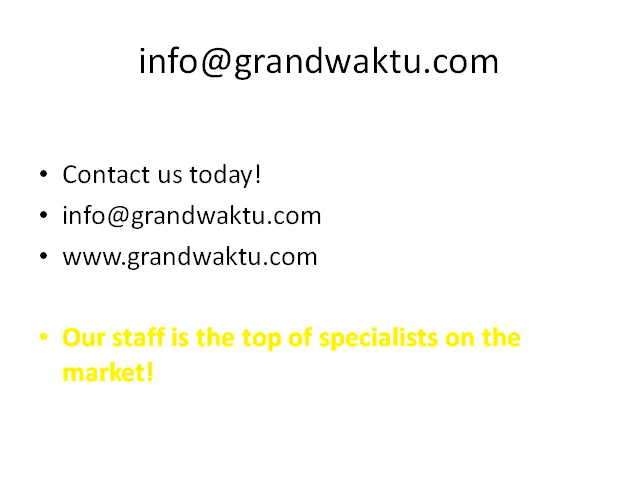 info@grandwaktu.com
• Contact us today!
• info@grandwaktu.com
• www.grandwaktu.com
• Our staff is the top of specialists on the
market!